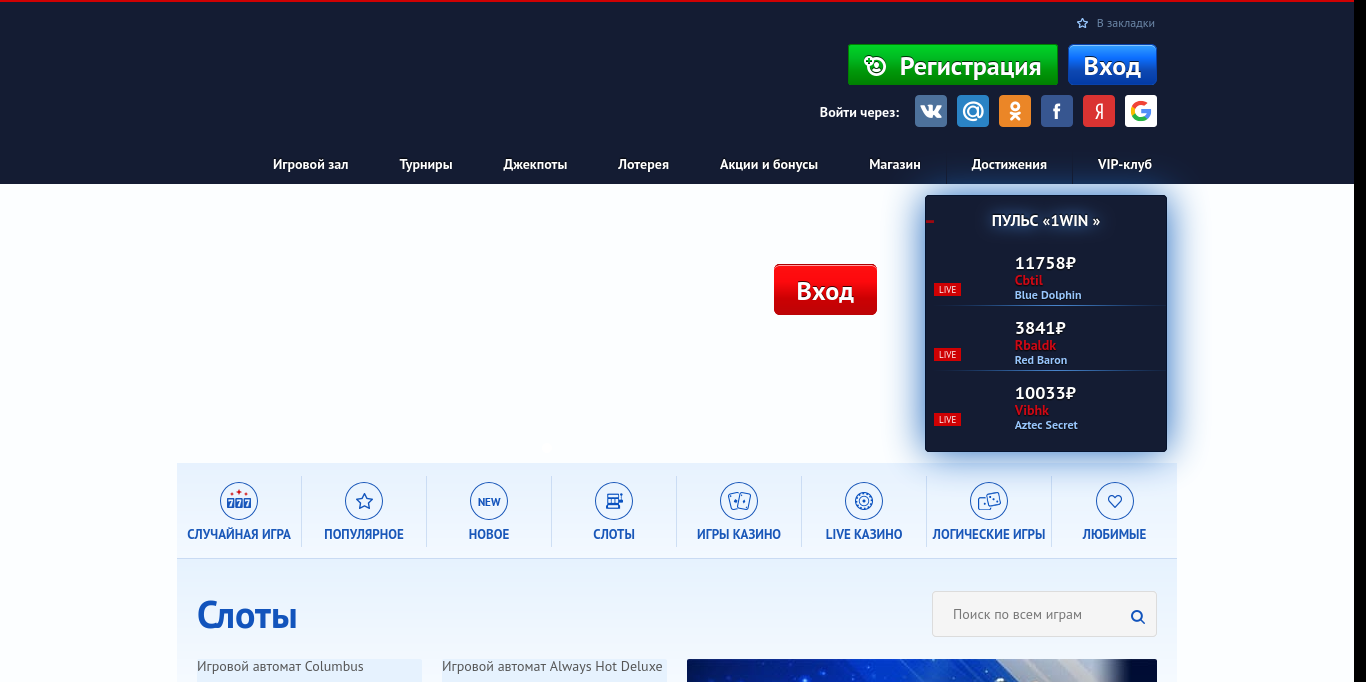 В закладки
Регистрация
Вход
Войти через:
Игровой зал
Турниры
Джекпоты
Лотерея
Акции и бонусы
Магазин
Достижения
VIP-клуб
Вход
ПУЛЬС «1WIN »
11758₽
Cbtil
LIVE
Blue Dolphin
3841₽
Rbaldk
LIVE
Red Baron
10033₽
Vibhk
LIVE
Aztec Secret
777
СЛУЧАЙНАЯ ИГРА
ПОПУЛЯРНОЕ
NEW
НОВОЕ
СЛОТЫ
ИГРЫ КАЗИНО
LIVE КАЗИНО
ЛОГИЧЕСКИЕ ИГРЫ
ЛЮБИМЫЕ
Слоты
Поиск по всем играм
Игровой автомат Columbus
Игровой автомат Always Hot Deluxe